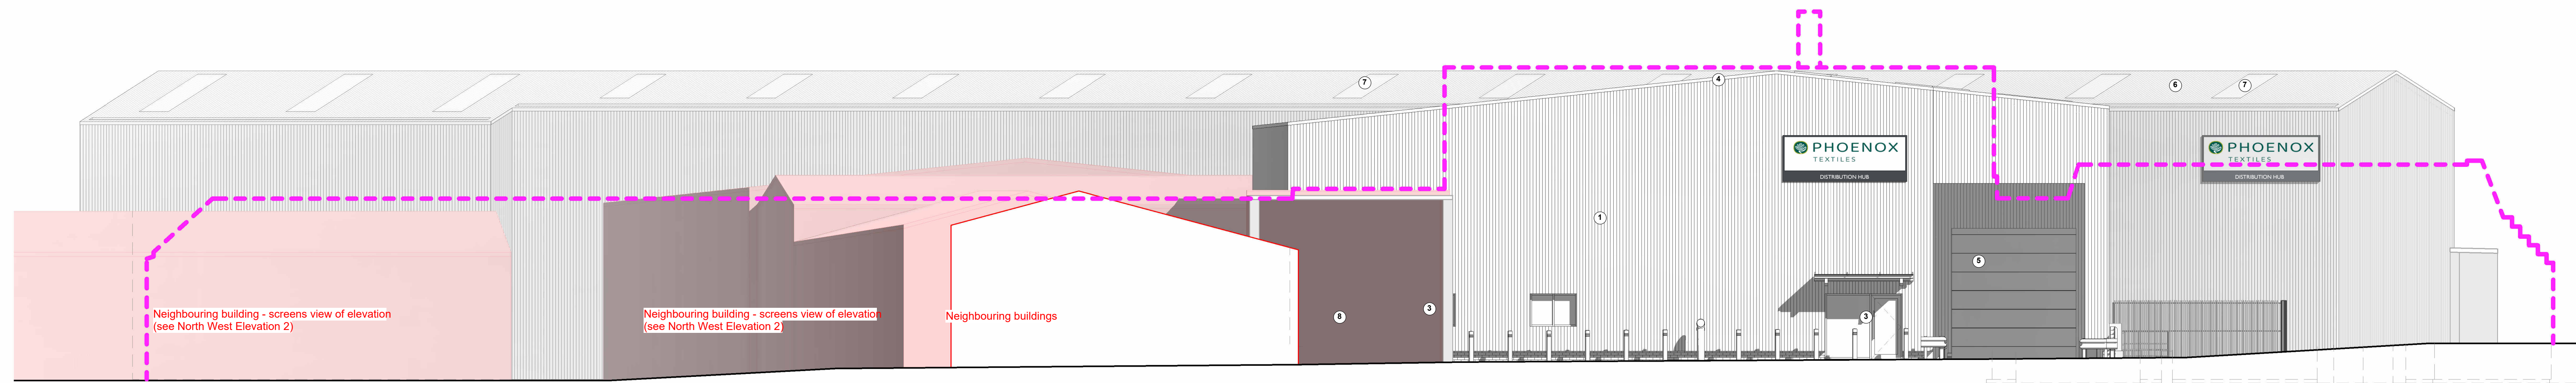 7
4
6
7
PHOENOX
TEXTILES
DISTRIBUTION HUB
PHOENOX
TEXTILES
DISTRIBUTION HUB
1
5
Neighbouring building - screens view of elevation
(see North West Elevation 2)
Neighbouring building - screens view of elevation
(see North West Elevation 2)
Neighbouring buildings
8
3
3